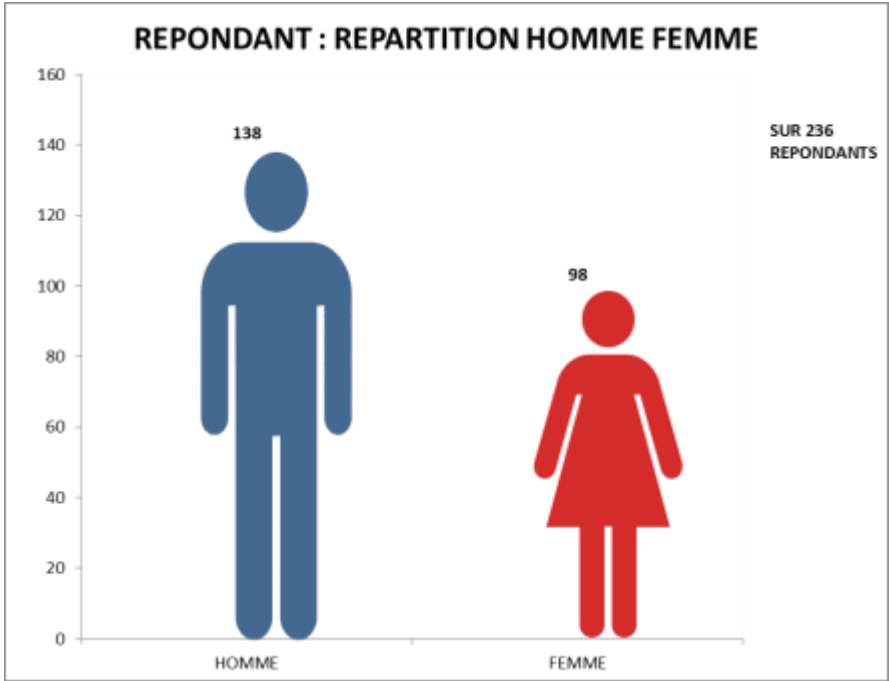 REPONDANT : REPARTITION HOMME FEMME
160
140
120
100
80
60
40
20
0
138
98
SUR 236
REPONDANTS
HOMME
FEMME